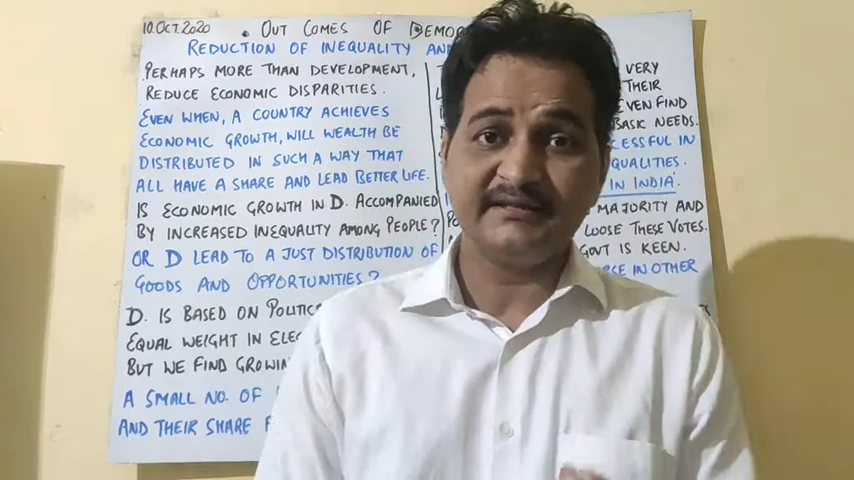 10.OCT.2020 . OUT COMES OF DEMOC
REDUCTION OF INEQUALITY AN
PERHAPS MORE THAN DEVELOPMENT,
REDUCE ECONOMIC DISPARITIES.
EVEN WHEN, A COUNTRY ACHIEVES
ECONOMIC GROWTH, WILL WEALTH BE
DISTRIBUTED IN SUCH A WAY THAT
ALL HAVE A SHARE AND LEAD BETTER LIFE.
IS ECONOMIC GROWTH IN D. ACCOMPANIED
BY INCREASED INEQUALITY AMONG PEOPLE?
OR D LEAD TO A JUST DISTRIBUTION OF
GOODS AND OPPORTUNITIES?
D. IS BASED ON POLITIC
EQUAL WEIGHT IN ELEC
BUT WE FIND GROWIN
A SMALL NO. OF
AND THEIR SHARE
VERY
THEIR
EVEN FIND
BASIC NEEDS.
CESSFUL IN
QUALITIES.
IN INDIA.
MAJORITY AND
LOOSE THESE VOTES.
GOVT IS KEEN.
IN OTHER